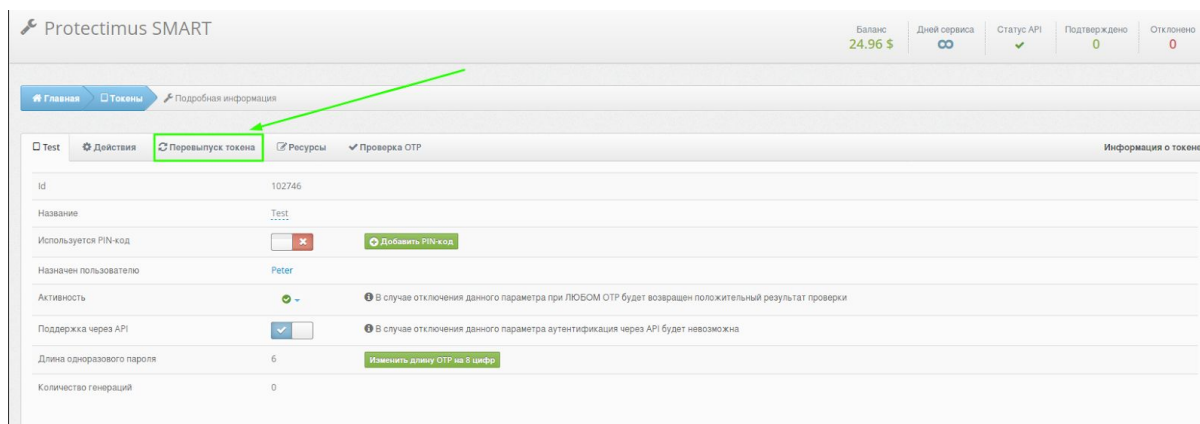 Protectimus SMART
Баланс
24.96 $
Дней сервиса
∞
Статус API
Подтверждено
0
Отклонено
0
Главная Токены Подробная информация
Test Действия Перевыпуск токена Ресурсы Проверка OTP Информация о токене
Id 102746
Название Test
Используется PIN-код Добавить PIN-код
Назначен пользователю Peter
Активность В случае отключения данного параметра при ЛЮБОМ OTP будет возвращен положительный результат проверки
Поддержка через API В случае отключения данного параметра аутентификация через API будет невозможна
Длина одноразового пароля 6 Изменить длину OTP на 8 цифр
Количество генераций 0